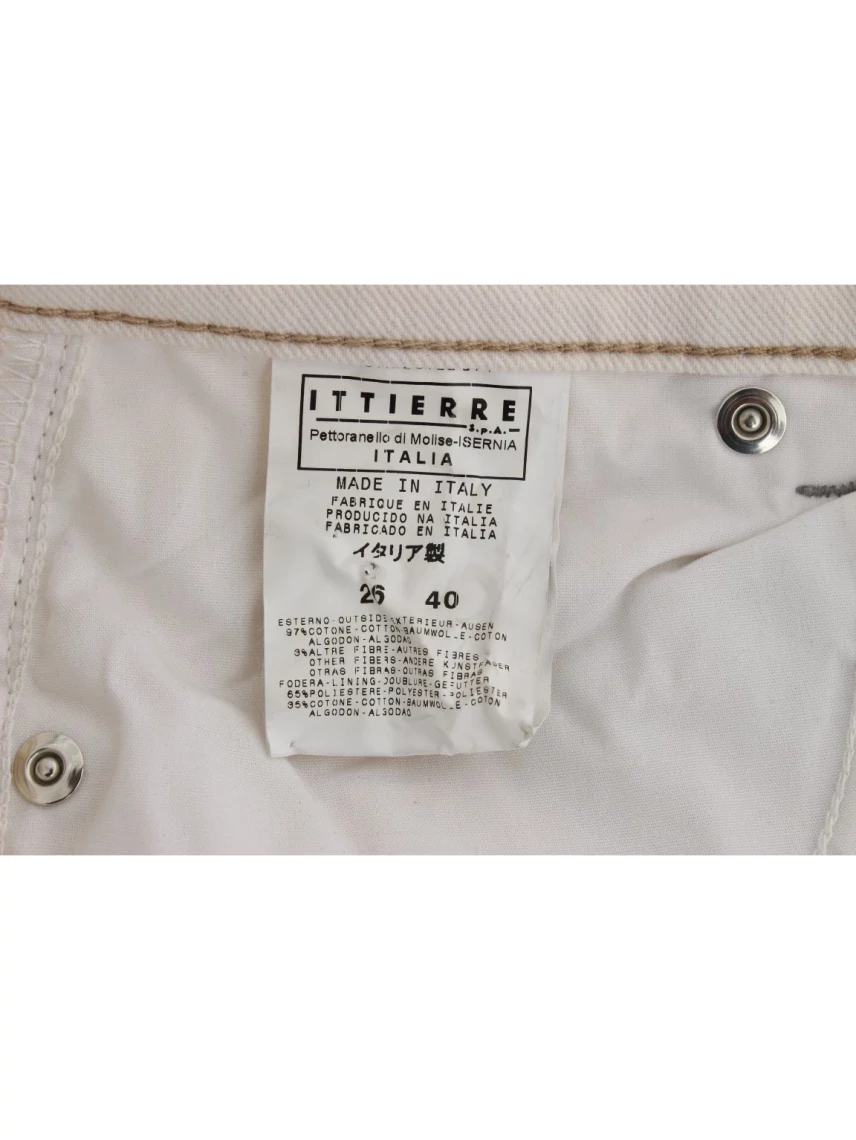 ITTIERRE
S.p.A.
Pettoranello di Molise-ISERNIA
ITALIA
MADE IN ITALY
FABRIQUE EN ITALIE
PRODUCIDO NA ITALIA
FABRICADO EN ITALIA
イタリア製
26 40
ESTERNO-OUTSIDE-EXTERIEUR-AUSEN
97%COTONE-COTTON-BAUMWOLLE-COTON
ALGODON-ALGODAO
3%ALTRE FIBRE-AUTRES FIBRES
OTHER FIBERS-ANDERE KUNSTFASER
OTRAS FIBRAS-OUTRAS FIBRAS
FODERA-LINING-DOUBLURE-GEFUTTER
65%POLIESTERE-POLYESTER-POLIESTER
35%COTONE-COTTON-BAUMWOLLE-COTON
ALGODON-ALGODAO